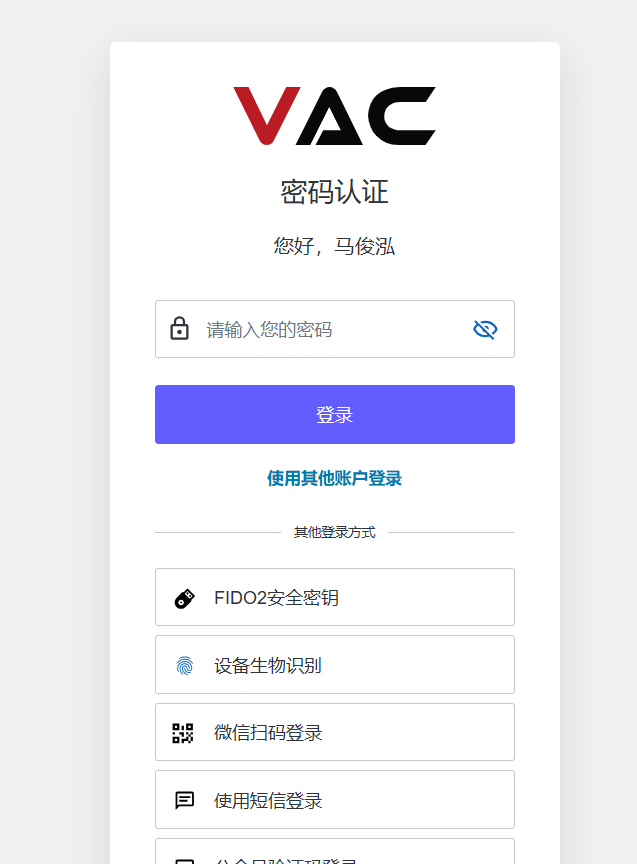 VAC
密码认证
您好，马俊泓
请输入您的密码
登录
使用其他账户登录
其他登录方式
FIDO2安全密钥
设备生物识别
微信扫码登录
使用短信登录